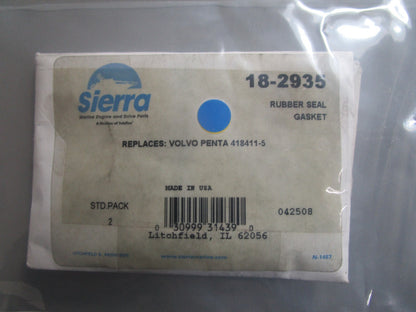 Sierra
Marine Engine and Drive Parts
18-2935
RUBBER SEAL
GASKET
REPLACES: VOLVO PENTA 418411-5
MADE IN USA
STD.PACK
2
042508
0 30999 31439 0
Litchfield, IL 62056